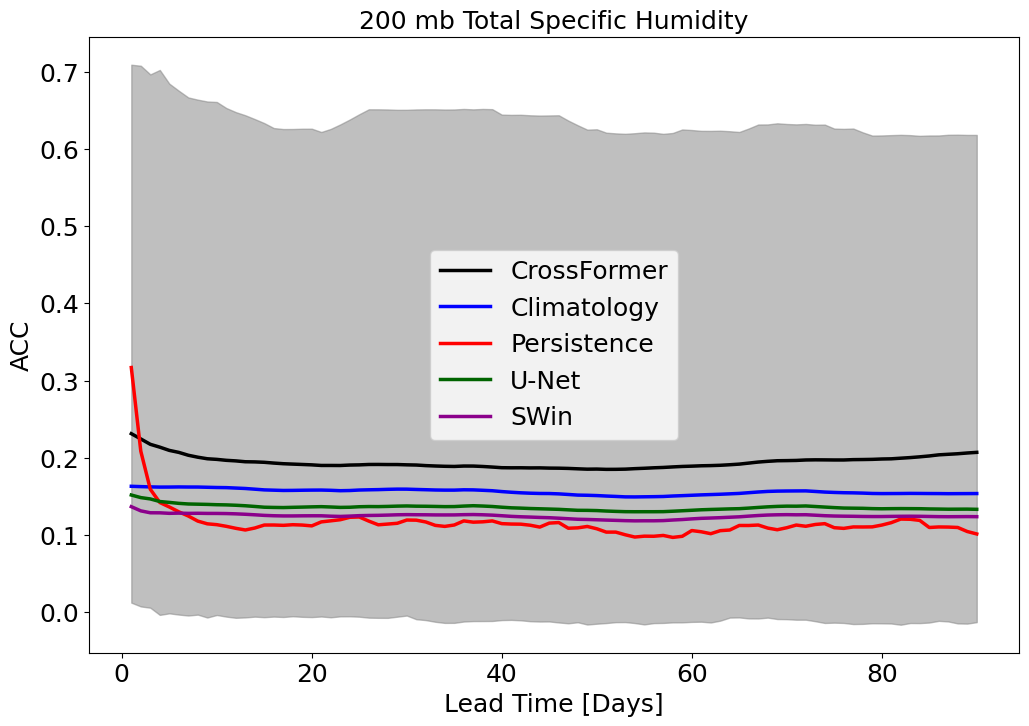 200 mb Total Specific Humidity
ACC
0.7
0.6
0.5
0.4
0.3
0.2
0.1
0.0
CrossFormer
Climatology
Persistence
U-Net
SWin
0 20 40 60 80
Lead Time [Days]